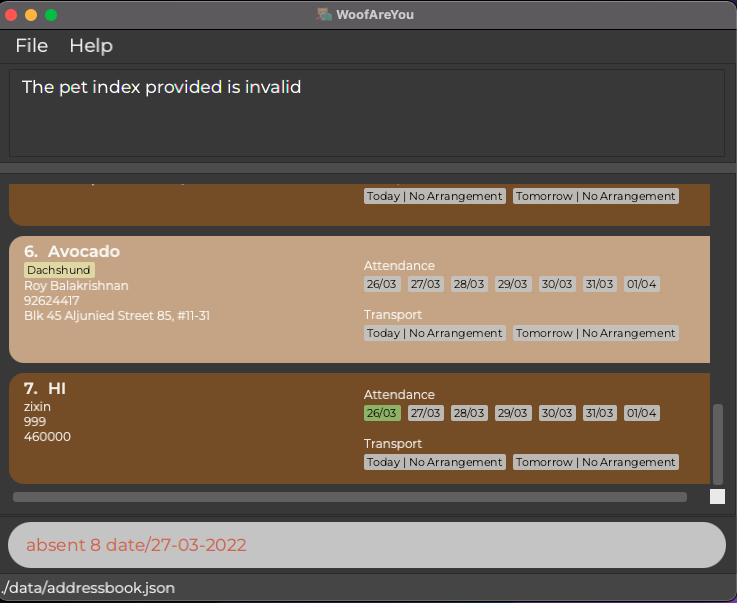 WoofAreYou
File Help
The pet index provided is invalid
Today | No Arrangement Tomorrow | No Arrangement
6. Avocado
Dachshund
Roy Balakrishnan
92624417
Blk 45 Aljunied Street 85, #11-31
Attendance
26/03 27/03 28/03 29/03 30/03 31/03 01/04
Transport
Today | No Arrangement Tomorrow | No Arrangement
7. HI
zixin
999
460000
Attendance
26/03 27/03 28/03 29/03 30/03 31/03 01/04
Transport
Today | No Arrangement Tomorrow | No Arrangement
absent 8 date/27-03-2022
./data/addressbook.json